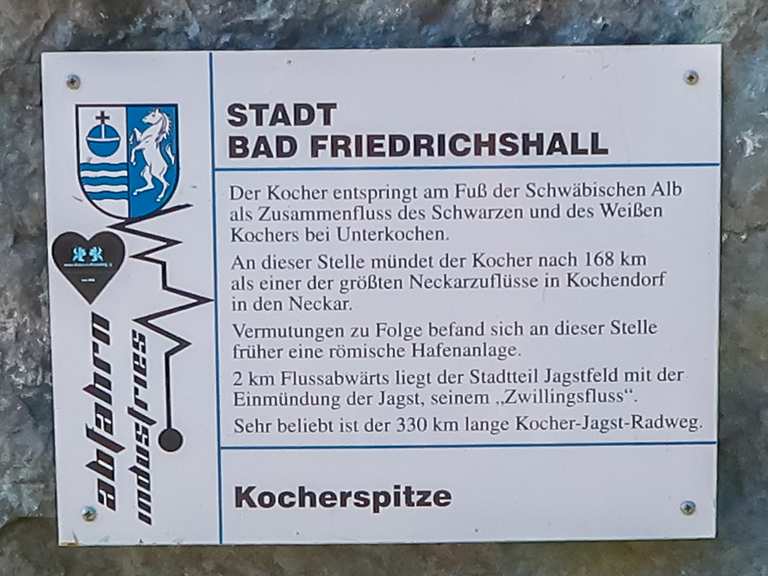 STADT
BAD FRIEDRICHSHALL
Der Kocher entspringt am Fuß der Schwäbischen Alb
als Zusammenfluss des Schwarzen und des Weißen
Kochers bei Unterkochen.
An dieser Stelle mündet der Kocher nach 168 km
als einer der größten Neckarzuflüsse in Kochendorf
in den Neckar.
Vermutungen zu Folge befand sich an dieser Stelle
früher eine römische Hafenanlage.
2 km Flussabwärts liegt der Stadtteil Jagstfeld mit der
Einmündung der Jagst, seinem „Zwillingsfluss“.
Sehr beliebt ist der 330 km lange Kocher-Jagst-Radweg.
Kocherspitze
abfahrn
industries